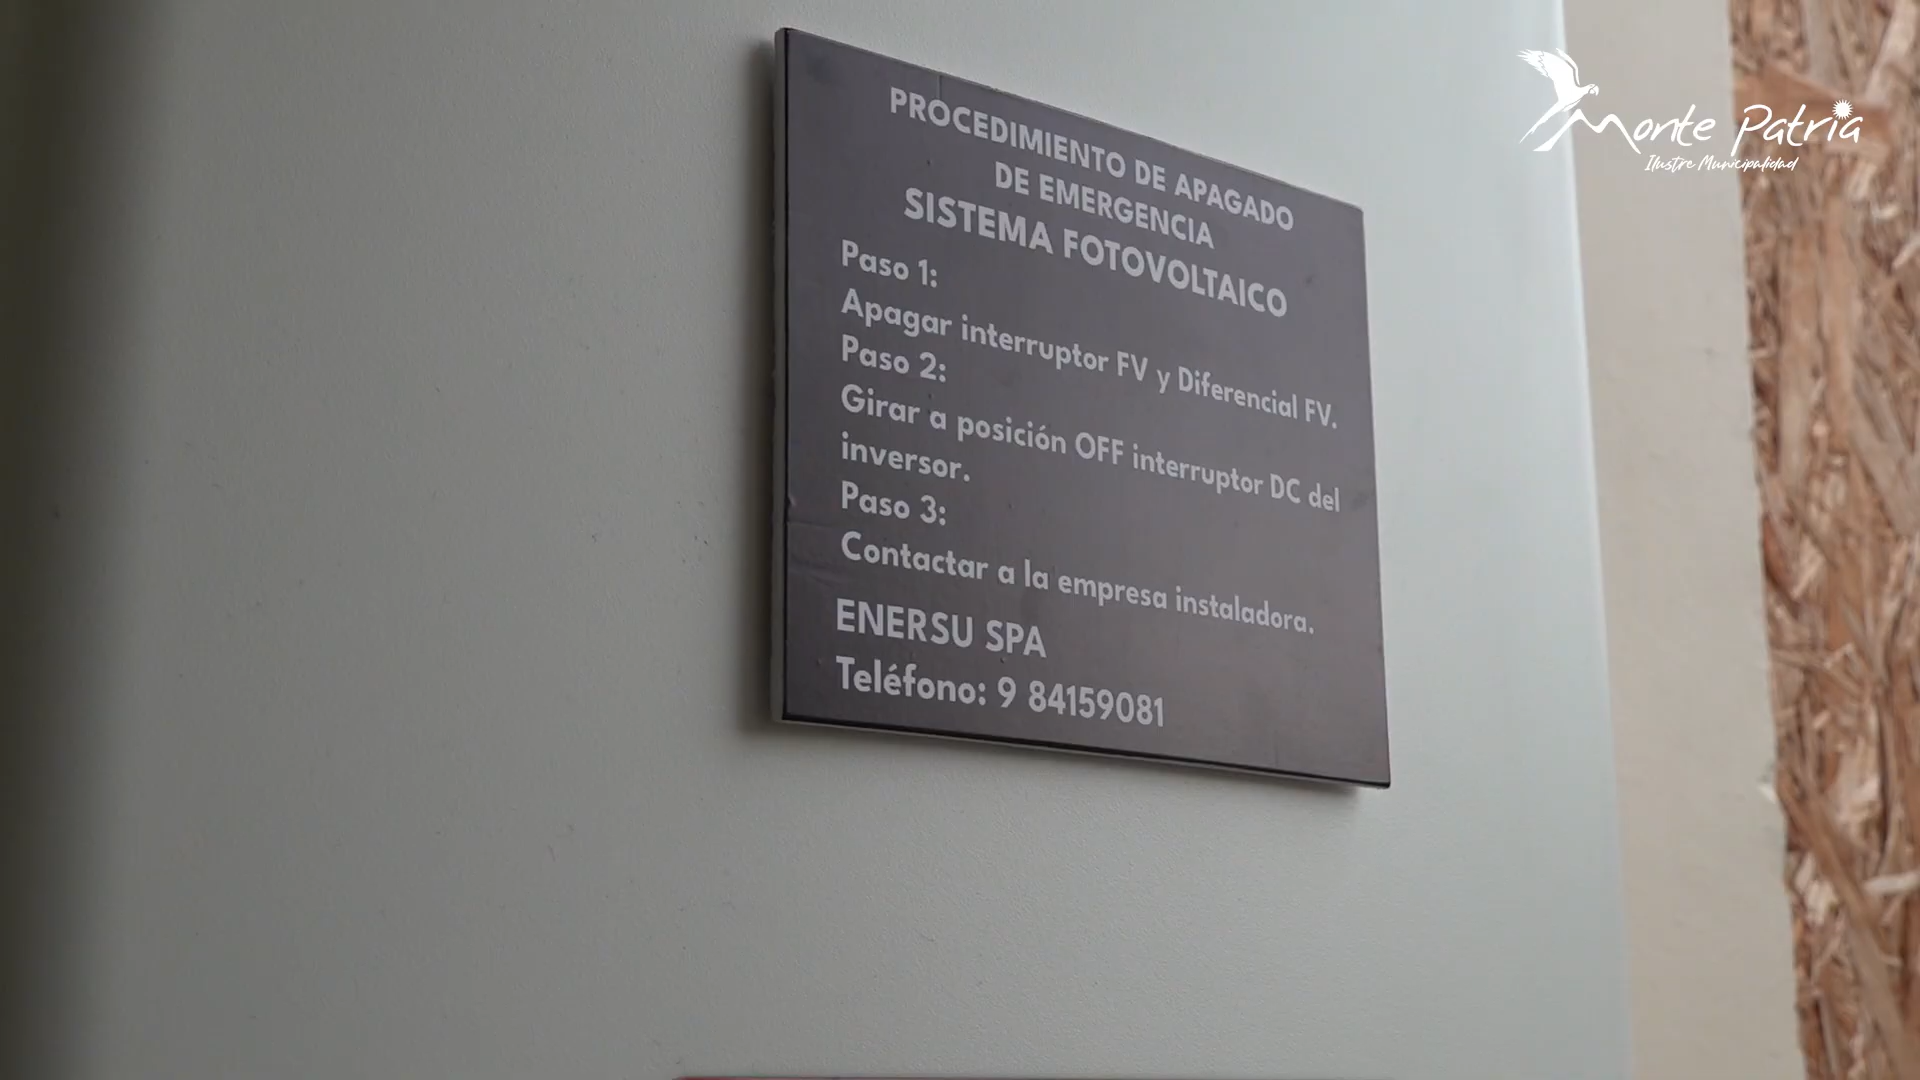 PROCEDIMIENTO DE APAGADO
DE EMERGENCIA
SISTEMA FOTOVOLTAICO
Paso 1:
Apagar interruptor FV y Diferencial FV.
Paso 2:
Girar a posición OFF interruptor DC del
inversor.
Paso 3:
Contactar a la empresa instaladora.
ENERSU SPA
Teléfono: 9 84159081
Monte Patria
Ilustre Municipalidad